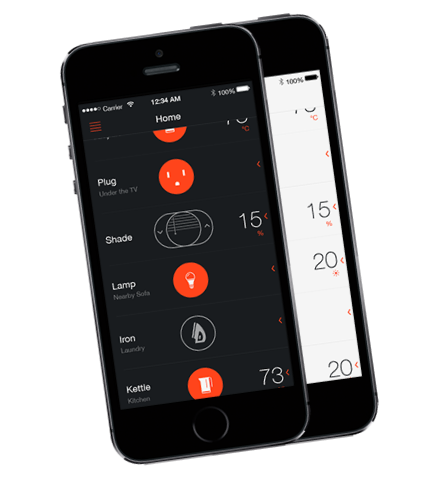 Carrier 12:34 AM 100%
Home
°C
Plug
Under the TV
Shade
15
%
Lamp
Nearby Sofa
Iron
Laundry
Kettle
Kitchen
73
100%
°C
15
%
20
20